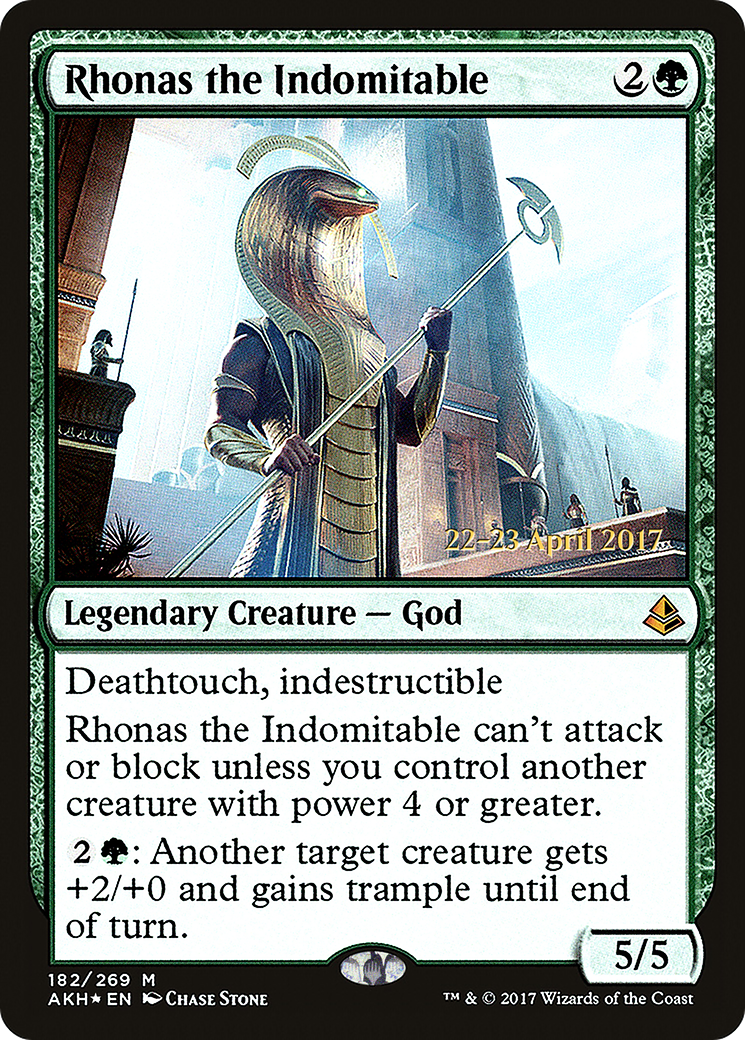 Rhonas the Indomitable 2
22-23 April 2017
Legendary Creature — God
Deathtouch, indestructible
Rhonas the Indomitable can't attack
or block unless you control another
creature with power 4 or greater.
2 : Another target creature gets
+2/+0 and gains trample until end
of turn.
5/5
182/269 M
AKH★EN Chase Stone
™ & © 2017 Wizards of the Coast